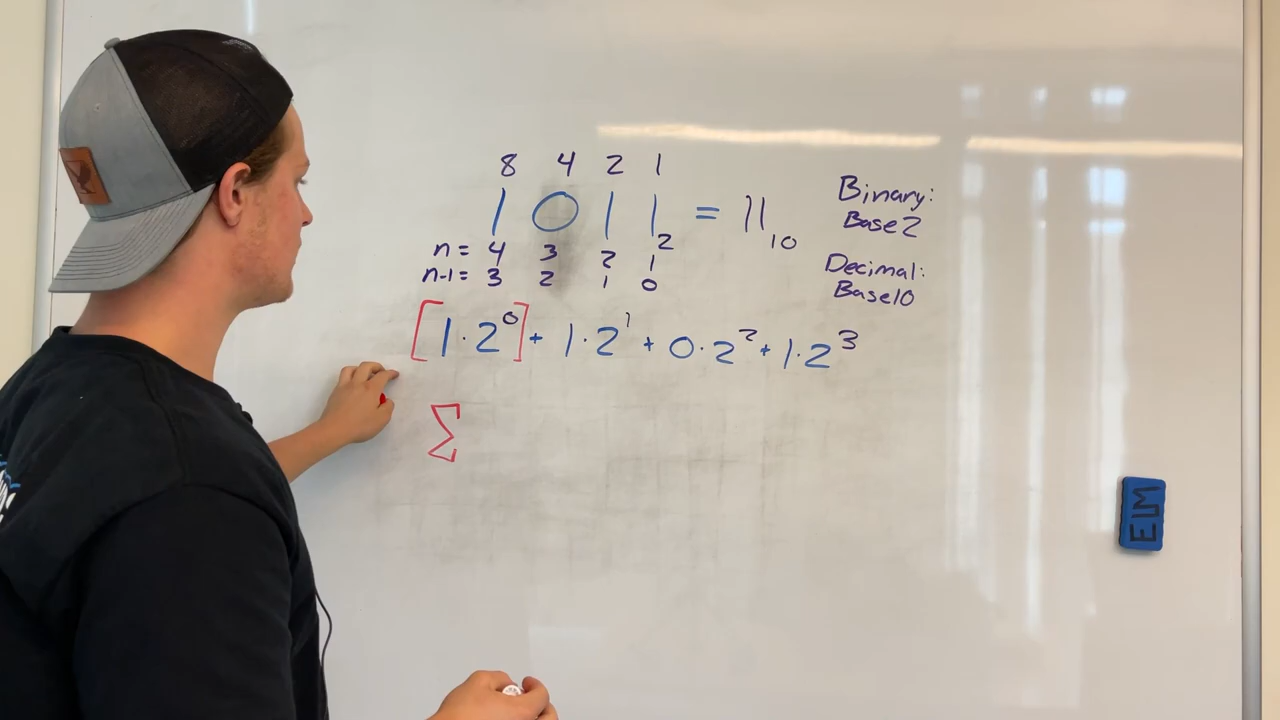 8 4 2 1
1 0 1 1₂ = 11₁₀
n = 4 3 2 1
n-1 = 3 2 1 0
[1·2⁰] + 1·2¹ + 0·2² + 1·2³
Σ
Binary:
Base2
Decimal:
Base10
EIM